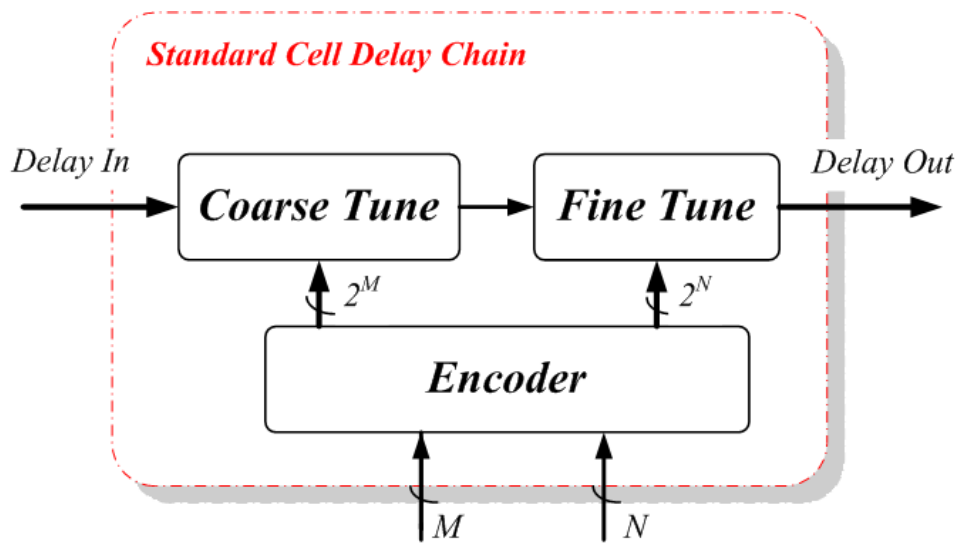 Standard Cell Delay Chain
Delay In
Coarse Tune
Fine Tune
Delay Out
2^M
2^N
Encoder
M
N